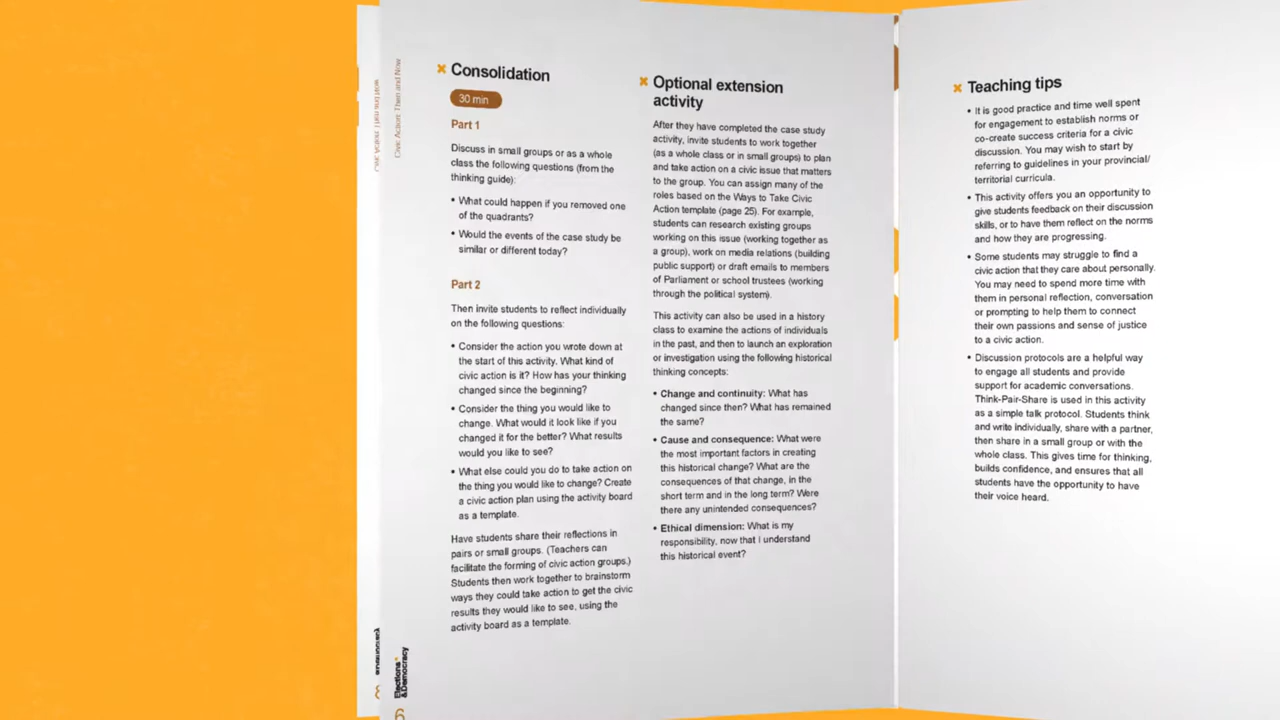 Civic Action: Then and Now
Consolidation
30 min
Part 1
Discuss in small groups or as a whole
class the following questions (from the
thinking guide):
• What could happen if you removed one
of the quadrants?
• Would the events of the case study be
similar or different today?
Part 2
Then invite students to reflect individually
on the following questions:
• Consider the action you wrote down at
the start of this activity. What kind of
civic action is it? How has your thinking
changed since the beginning?
• Consider the thing you would like to
change. What would it look like if you
changed it for the better? What results
would you like to see?
• What else could you do to take action on
the thing you would like to change? Create
a civic action plan using the activity board
as a template.
Have students share their reflections in
pairs or small groups. (Teachers can
facilitate the forming of civic action groups.)
Students then work together to brainstorm
ways they could take action to get the civic
results they would like to see, using the
activity board as a template.
Optional extension
activity
After they have completed the case study
activity, invite students to work together
(as a whole class or in small groups) to plan
and take action on a civic issue that matters
to the group. You can assign many of the
roles based on the Ways to Take Civic
Action template (page 25). For example,
students can research existing groups
working on this issue (working together as
a group), work on media relations (building
public support) or draft emails to members
of Parliament or school trustees (working
through the political system).
This activity can also be used in a history
class to examine the actions of individuals
in the past, and then to launch an exploration
or investigation using the following historical
thinking concepts:
• Change and continuity: What has
changed since then? What has remained
the same?
• Cause and consequence: What were
the most important factors in creating
this historical change? What are the
consequences of that change, in the
short term and in the long term? Were
there any unintended consequences?
• Ethical dimension: What is my
responsibility, now that I understand
this historical event?
Teaching tips
• It is good practice and time well spent
for engagement to establish norms or
co-create success criteria for a civic
discussion. You may wish to start by
referring to guidelines in your provincial/
territorial curricula.
• This activity offers you an opportunity to
give students feedback on their discussion
skills, or to have them reflect on the norms
and how they are progressing.
• Some students may struggle to find a
civic action that they care about personally.
You may need to spend more time with
them in personal reflection, conversation
or prompting to help them to connect
their own passions and sense of justice
to a civic action.
• Discussion protocols are a helpful way
to engage all students and provide
support for academic conversations.
Think-Pair-Share is used in this activity
as a simple talk protocol. Students think
and write individually, share with a partner,
then share in a small group or with the
whole class. This gives time for thinking,
builds confidence, and ensures that all
students have the opportunity to have
their voice heard.
Elections
&Democracy
6